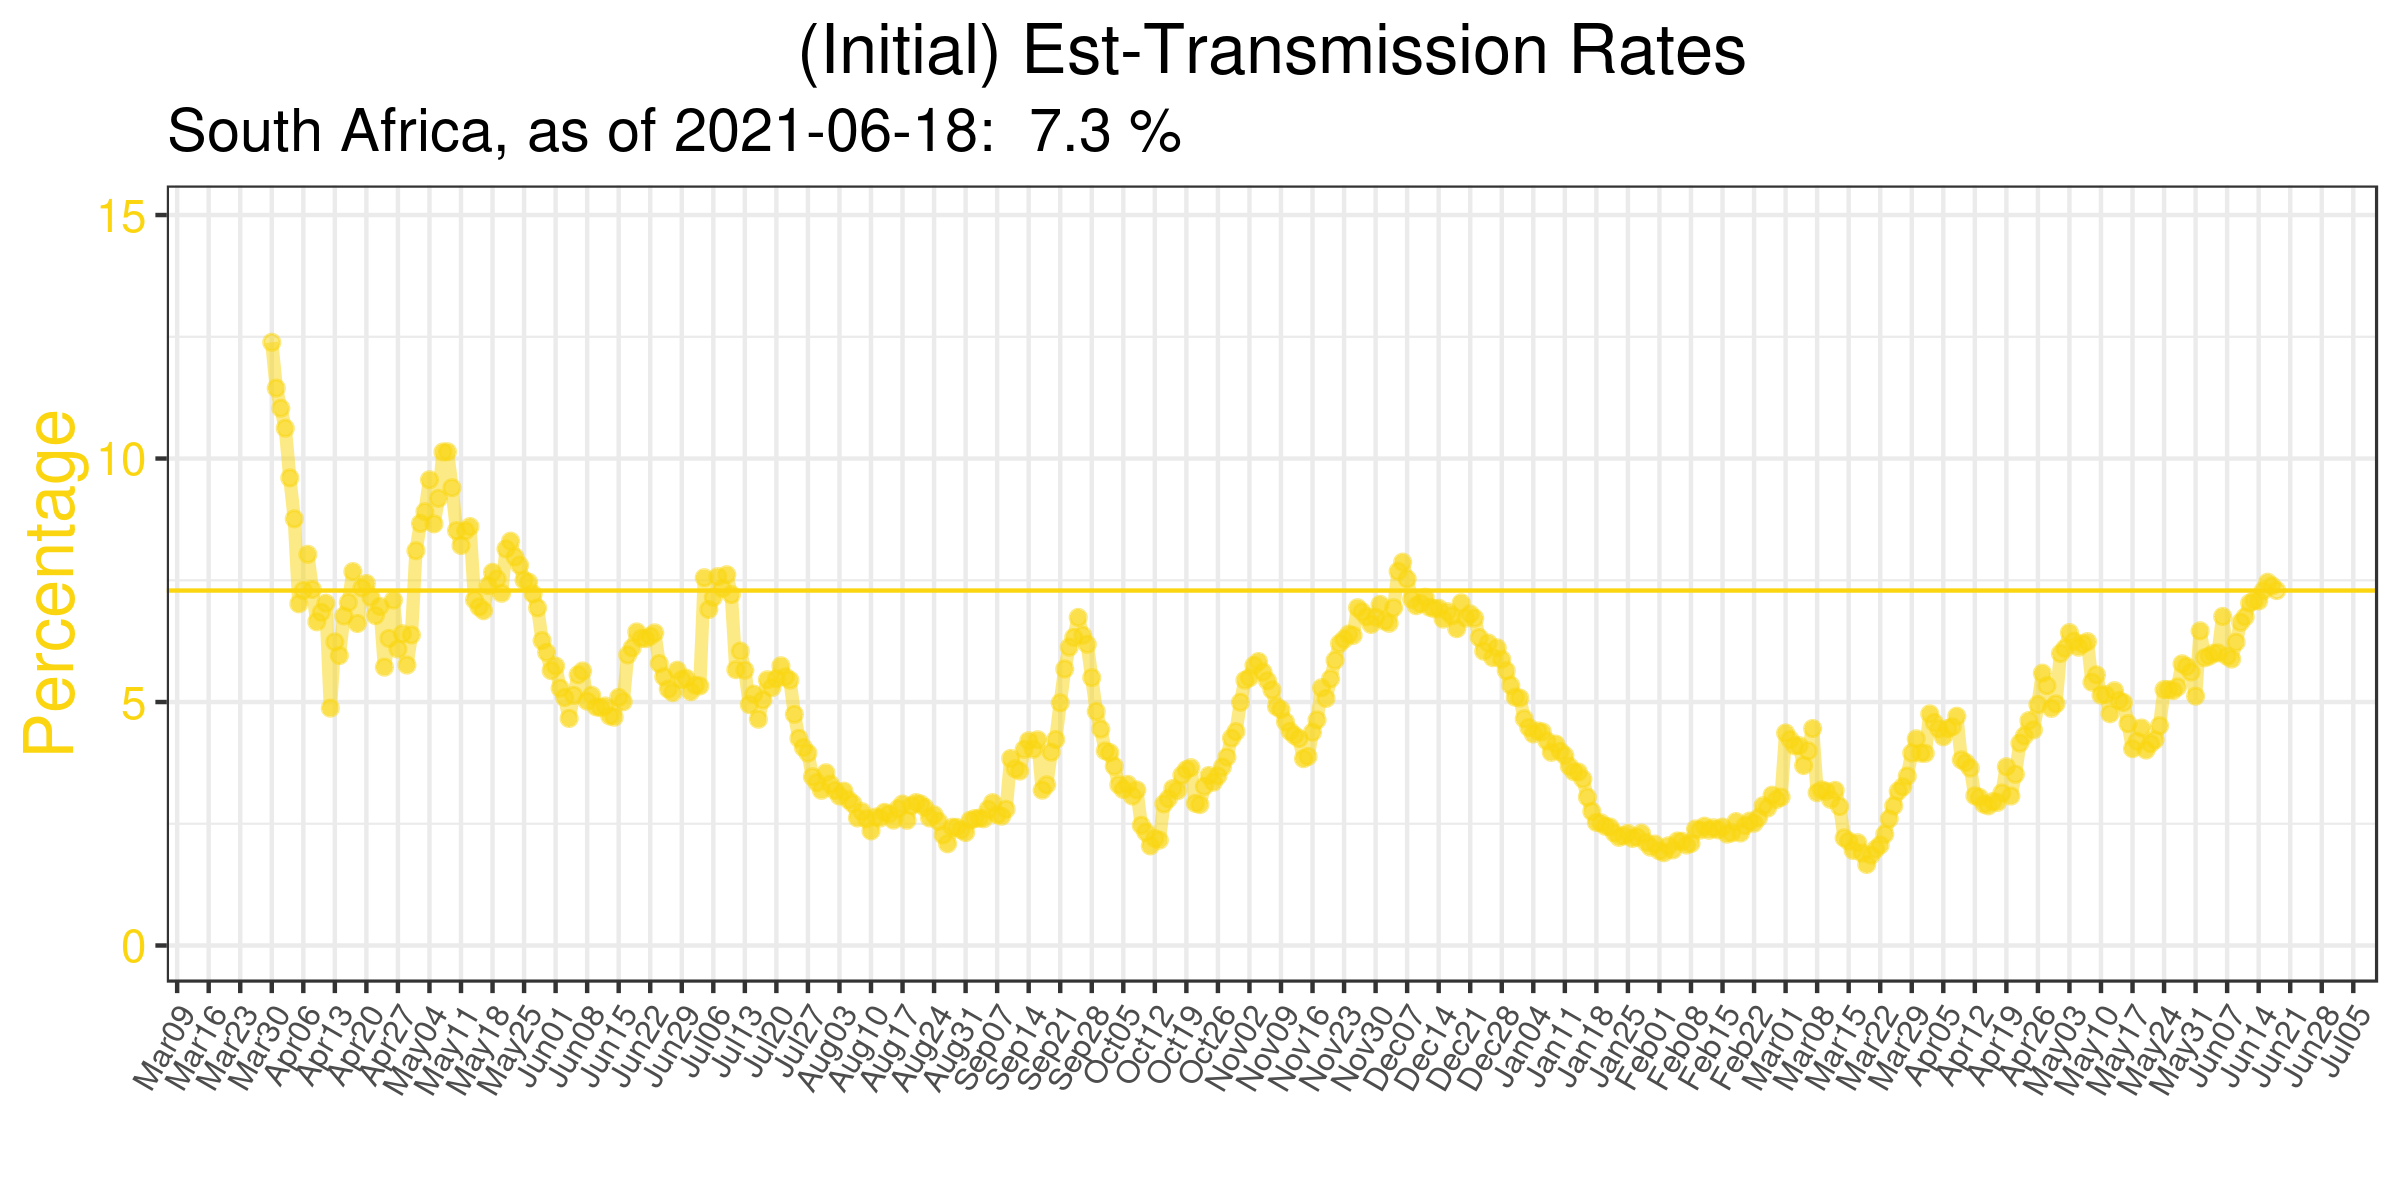 (Initial) Est-Transmission Rates
South Africa, as of 2021-06-18:  7.3 %
Percentage
15
10
5
0
Mar09
Mar16
Mar23
Mar30
Apr06
Apr13
Apr20
Apr27
May04
May11
May18
May25
Jun01
Jun08
Jun15
Jun22
Jun29
Jul06
Jul13
Jul20
Jul27
Aug03
Aug10
Aug17
Aug24
Aug31
Sep07
Sep14
Sep21
Sep28
Oct05
Oct12
Oct19
Oct26
Nov02
Nov09
Nov16
Nov23
Nov30
Dec07
Dec14
Dec21
Dec28
Jan04
Jan11
Jan18
Jan25
Feb01
Feb08
Feb15
Feb22
Mar01
Mar08
Mar15
Mar22
Mar29
Apr05
Apr12
Apr19
Apr26
May03
May10
May17
May24
May31
Jun07
Jun14
Jun21
Jun28
Jul05